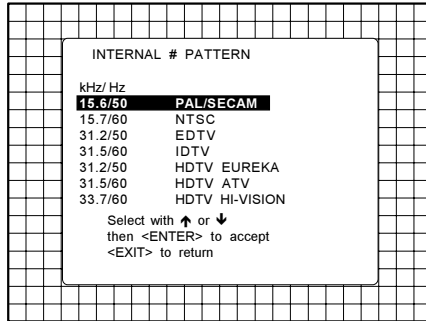 INTERNAL # PATTERN
kHz/ Hz
15.6/50 PAL/SECAM
15.7/60 NTSC
31.2/50 EDTV
31.5/60 IDTV
31.2/50 HDTV EUREKA
31.5/60 HDTV ATV
33.7/60 HDTV HI-VISION
Select with ↑ or ↓
then <ENTER> to accept
<EXIT> to return